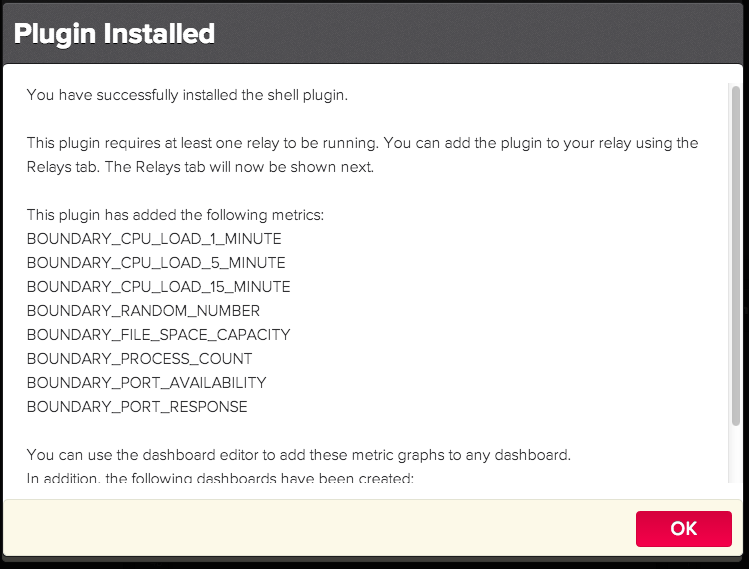 Plugin Installed
You have successfully installed the shell plugin.
This plugin requires at least one relay to be running. You can add the plugin to your relay using the
Relays tab. The Relays tab will now be shown next.
This plugin has added the following metrics:
BOUNDARY_CPU_LOAD_1_MINUTE
BOUNDARY_CPU_LOAD_5_MINUTE
BOUNDARY_CPU_LOAD_15_MINUTE
BOUNDARY_RANDOM_NUMBER
BOUNDARY_FILE_SPACE_CAPACITY
BOUNDARY_PROCESS_COUNT
BOUNDARY_PORT_AVAILABILITY
BOUNDARY_PORT_RESPONSE
You can use the dashboard editor to add these metric graphs to any dashboard.
In addition, the following dashboards have been created:
OK